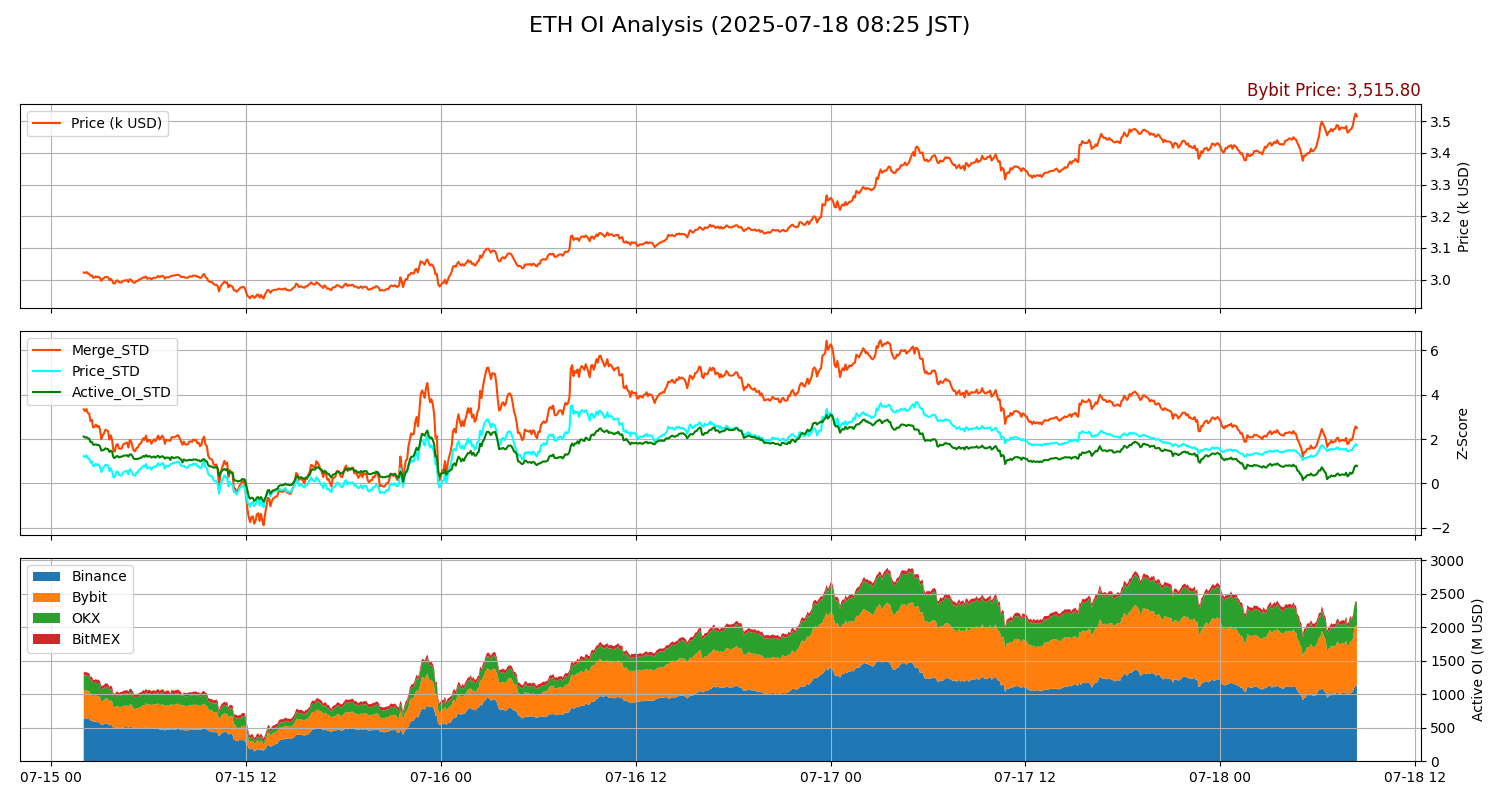 ETH OI Analysis (2025-07-18 08:25 JST)
Bybit Price: 3,515.80
Price (k USD)
3.5
3.4
3.3
3.2
3.1
3.0
Price (k USD)
Merge_STD
Price_STD
Active_OI_STD
6
4
2
0
−2
Z-Score
Binance
Bybit
OKX
BitMEX
3000
2500
2000
1500
1000
500
0
Active OI (M USD)
07-15 00
07-15 12
07-16 00
07-16 12
07-17 00
07-17 12
07-18 00
07-18 12